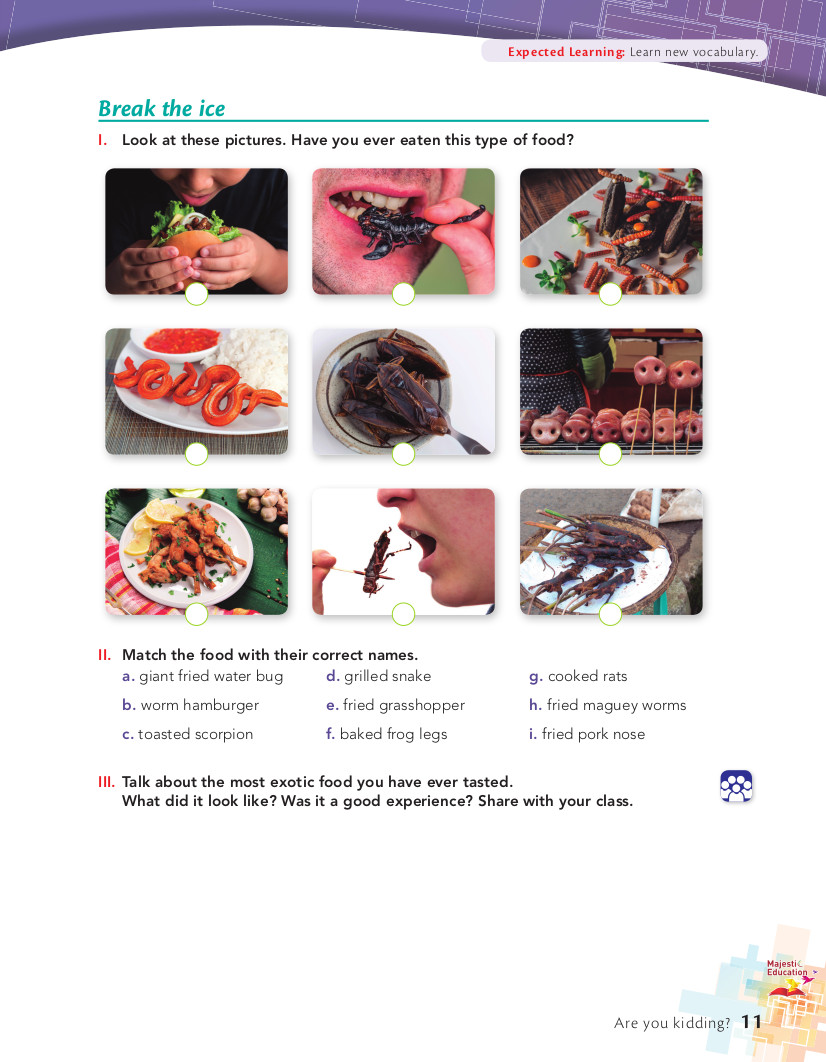 Expected Learning: Learn new vocabulary.
Break the ice
I. Look at these pictures. Have you ever eaten this type of food?
II. Match the food with their correct names.
a. giant fried water bug d. grilled snake g. cooked rats
b. worm hamburger e. fried grasshopper h. fried maguey worms
c. toasted scorpion f. baked frog legs i. fried pork nose
III. Talk about the most exotic food you have ever tasted.
What did it look like? Was it a good experience? Share with your class.
Majestic
Education
Are you kidding? 11